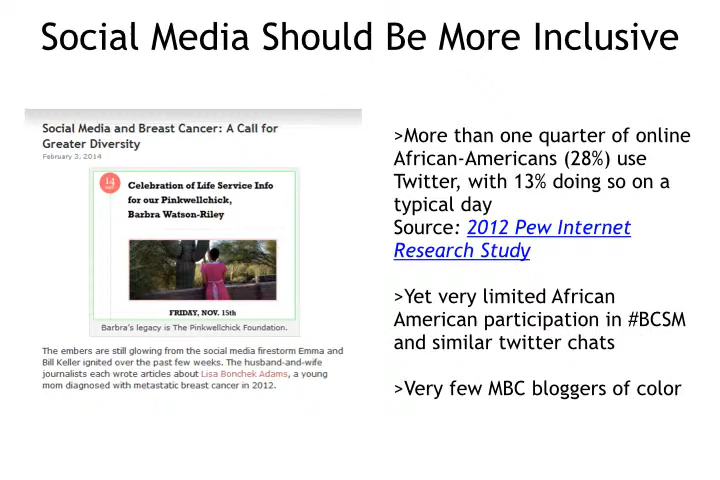 Social Media Should Be More Inclusive
Social Media and Breast Cancer: A Call for
Greater Diversity
February 3, 2014
14
Celebration of Life Service Info
for our Pinkwellchick,
Barbra Watson-Riley
FRIDAY, NOV. 15th
Barbra's legacy is The Pinkwellchick Foundation.
The embers are still glowing from the social media firestorm Emma and
Bill Keller ignited over the past few weeks. The husband-and-wife
journalists each wrote articles about Lisa Bonchek Adams, a young
mom diagnosed with metastatic breast cancer in 2012.
>More than one quarter of online
African-Americans (28%) use
Twitter, with 13% doing so on a
typical day
Source: 2012 Pew Internet
Research Study
>Yet very limited African
American participation in #BCSM
and similar twitter chats
>Very few MBC bloggers of color